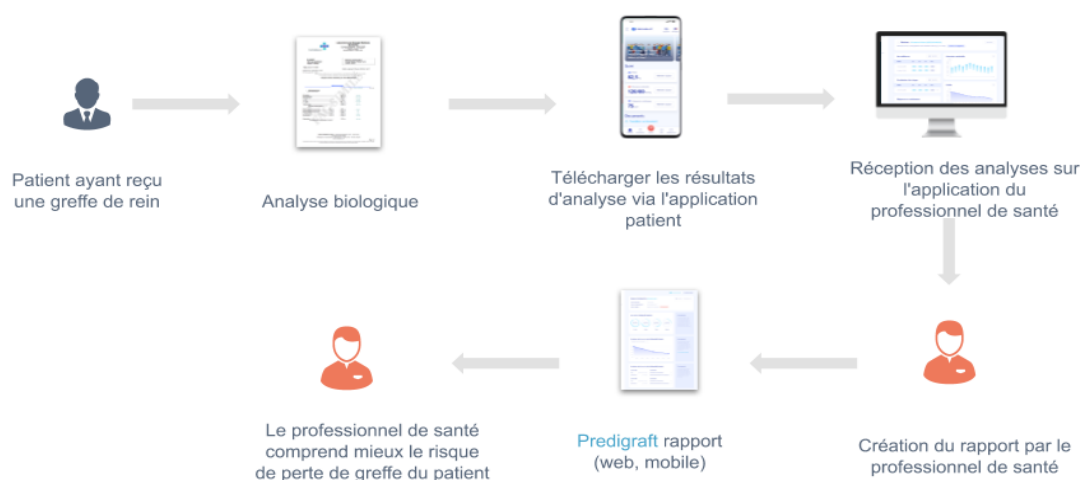 Patient ayant reçu
une greffe de rein
Analyse biologique
Télécharger les résultats
d'analyse via l'application
patient
Réception des analyses sur
l'application du
professionnel de santé
Le professionnel de santé
comprend mieux le risque
de perte de greffe du patient
Predigraft rapport
(web, mobile)
Création du rapport par le
professionnel de santé